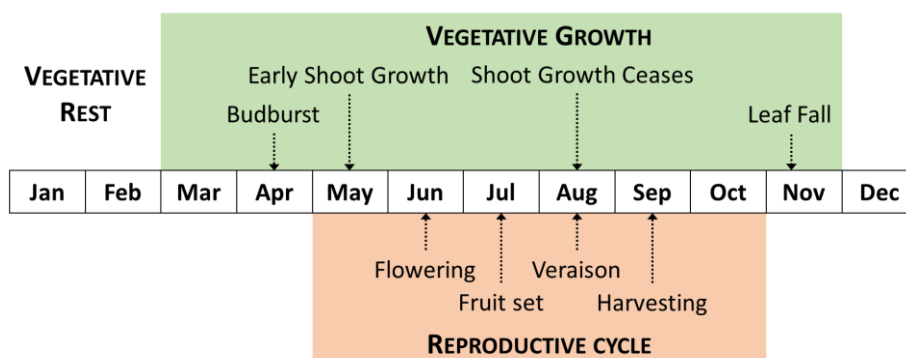 VEGETATIVE GROWTH
VEGETATIVE
REST
Early Shoot Growth
Shoot Growth Ceases
Budburst
Leaf Fall
Jan Feb Mar Apr May Jun Jul Aug Sep Oct Nov Dec
Flowering
Veraison
Fruit set
Harvesting
REPRODUCTIVE CYCLE